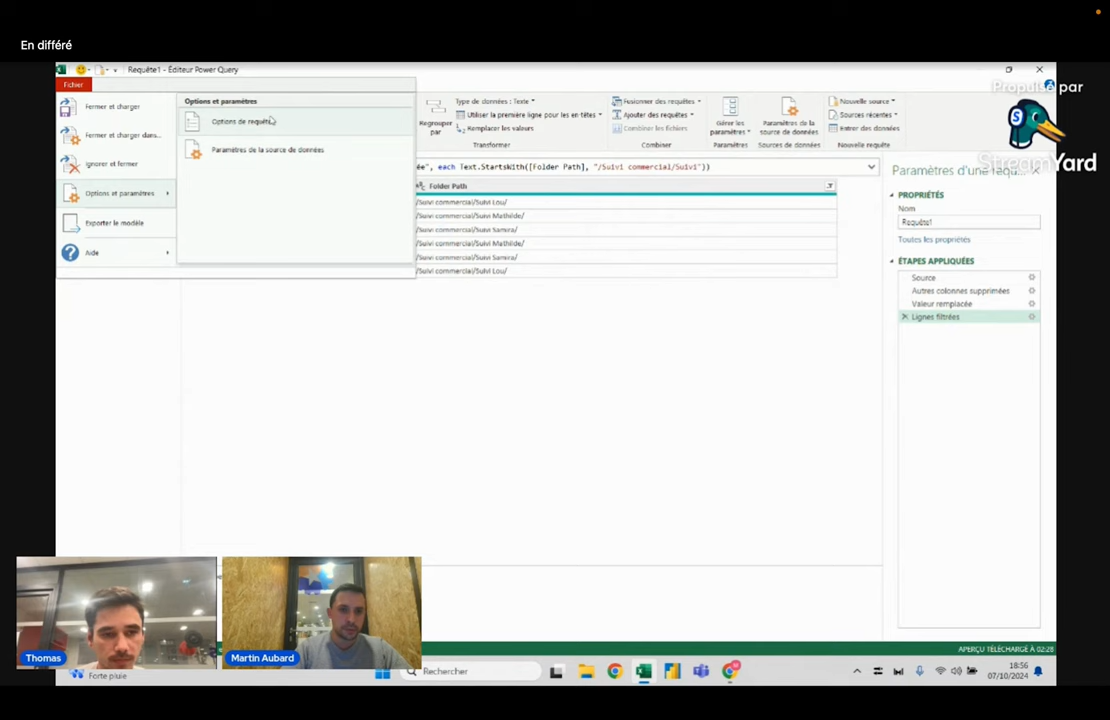 En différé
Requête1 - Éditeur Power Query
Fichier
Propulsé par
StreamYard
Fermer et charger
Fermer et charger dans...
Ignorer et fermer
Options et paramètres
Exporter le modèle
Aide
Options et paramètres
Options de requête
Paramètres de la source de données
Regrouper par
Type de données : Texte
Utiliser la première ligne pour les en-têtes
Remplacer les valeurs
Transformer
Fusionner des requêtes
Ajouter des requêtes
Combiner les fichiers
Combiner
Gérer les paramètres
Paramètres
Paramètres de la source de données
Sources de données
Nouvelle source
Sources récentes
Entrer des données
Nouvelle requête
each Text.StartsWith([Folder Path], "/Suivi commercial/Suivi"))
Folder Path
/Suivi commercial/Suivi Lou/
/Suivi commercial/Suivi Mathilde/
/Suivi commercial/Suivi Samira/
/Suivi commercial/Suivi Mathilde/
/Suivi commercial/Suivi Samira/
/Suivi commercial/Suivi Lou/
Paramètres d'une requ...
PROPRIÉTÉS
Nom
Requête1
Toutes les propriétés
ÉTAPES APPLIQUÉES
Source
Autres colonnes supprimées
Valeur remplacée
Lignes filtrées
APERÇU TÉLÉCHARGÉ À 02:28
Thomas
Martin Aubard
Forte pluie
Rechercher
18:56
07/10/2024